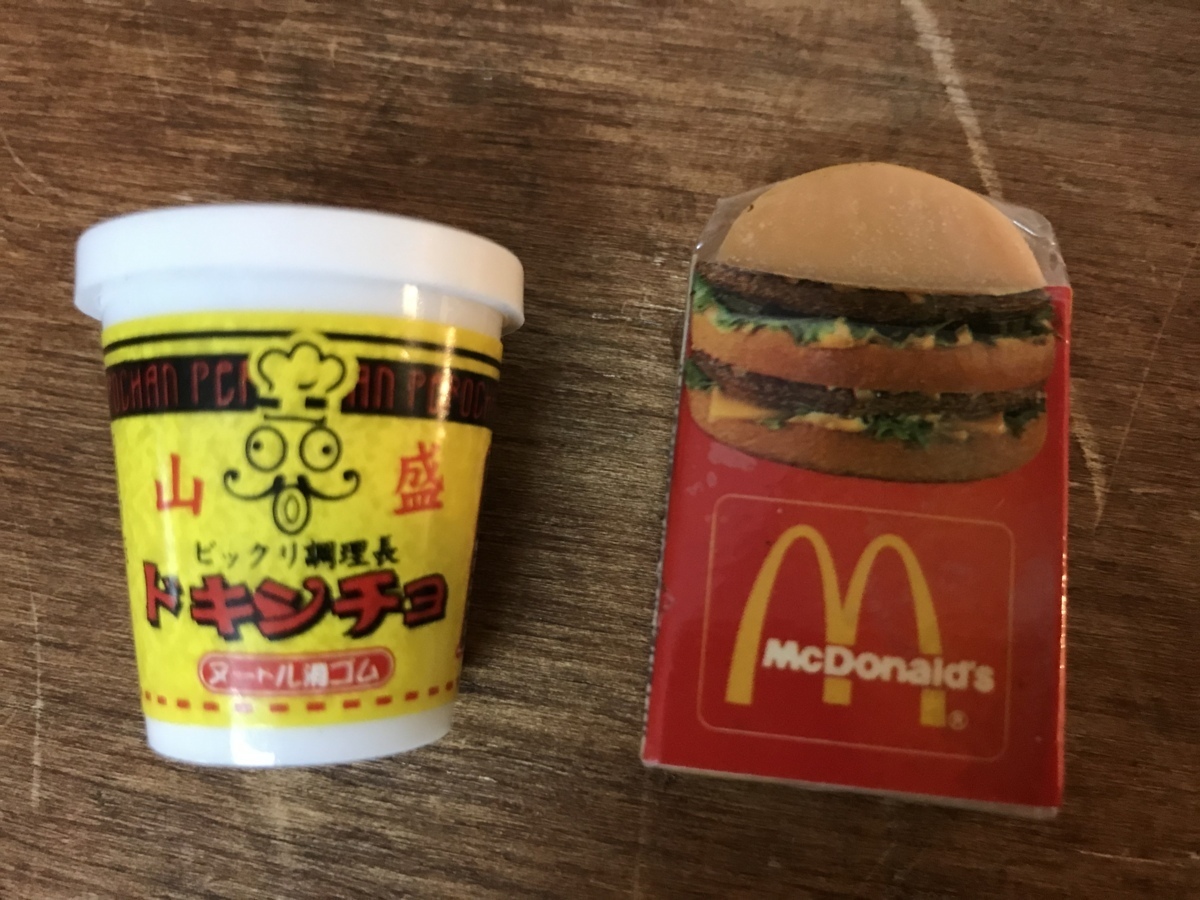 山盛
ビックリ調理長
ドキンチョ
ヌードル消ゴム
McDonald's
®